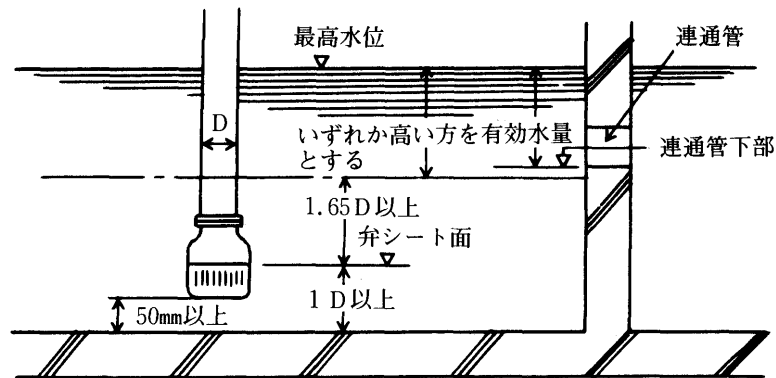 最高水位
連通管
D
いずれか高い方を有効水量
とする
連通管下部
1.65D以上
弁シート面
1D以上
50mm以上